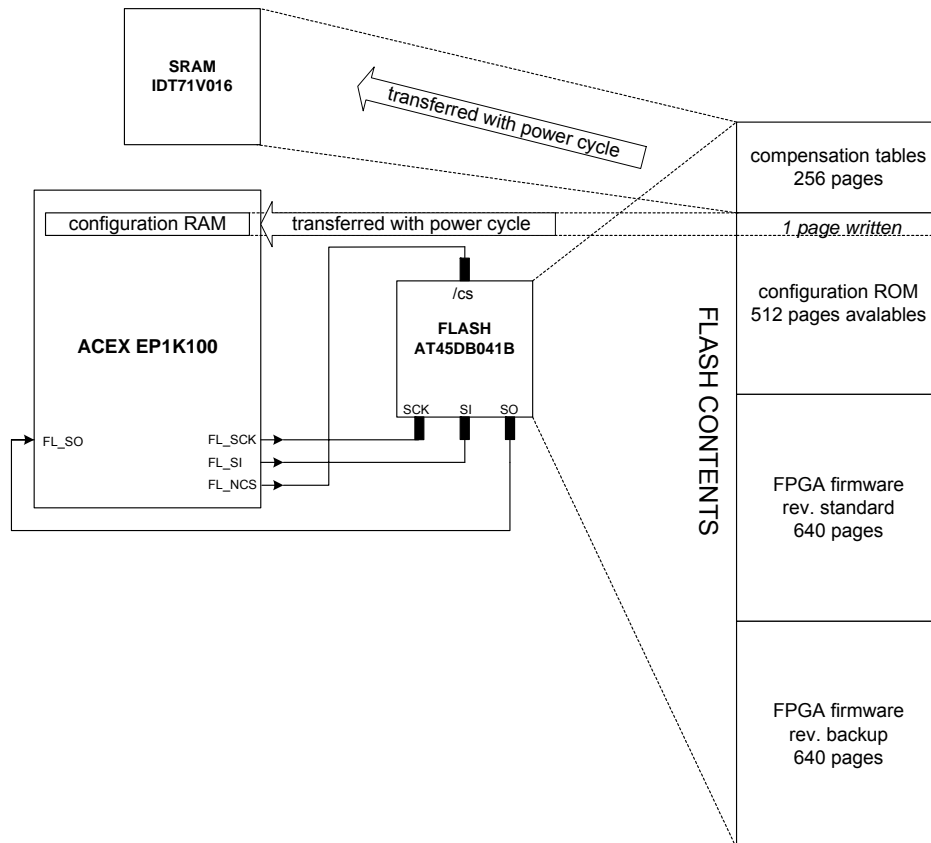 SRAM
IDT71V016
transferred with power cycle
compensation tables
256 pages
configuration RAM
transferred with power cycle
1 page written
/cs
FLASH
AT45DB041B
configuration ROM
512 pages avalables
ACEX EP1K100
SCK
SI
SO
FL_SO
FL_SCK
FL_SI
FL_NCS
FLASH CONTENTS
FPGA firmware
rev. standard
640 pages
FPGA firmware
rev. backup
640 pages